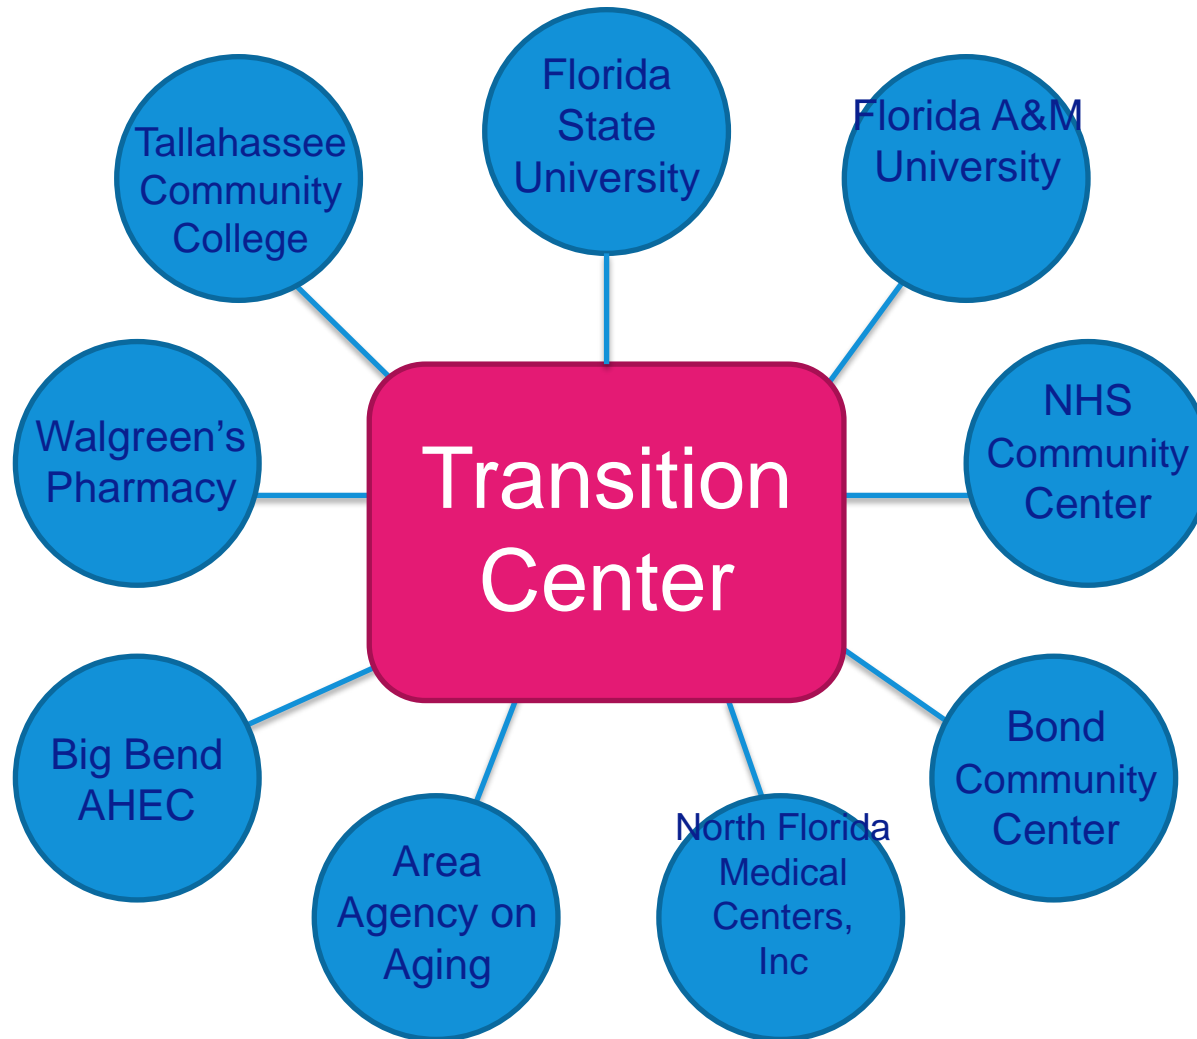 Florida
State
University
Florida A&M
University
Tallahassee
Community
College
NHS
Community
Center
Walgreen's
Pharmacy
Transition
Center
Bond
Community
Center
Big Bend
AHEC
North Florida
Medical
Centers,
Inc
Area
Agency on
Aging